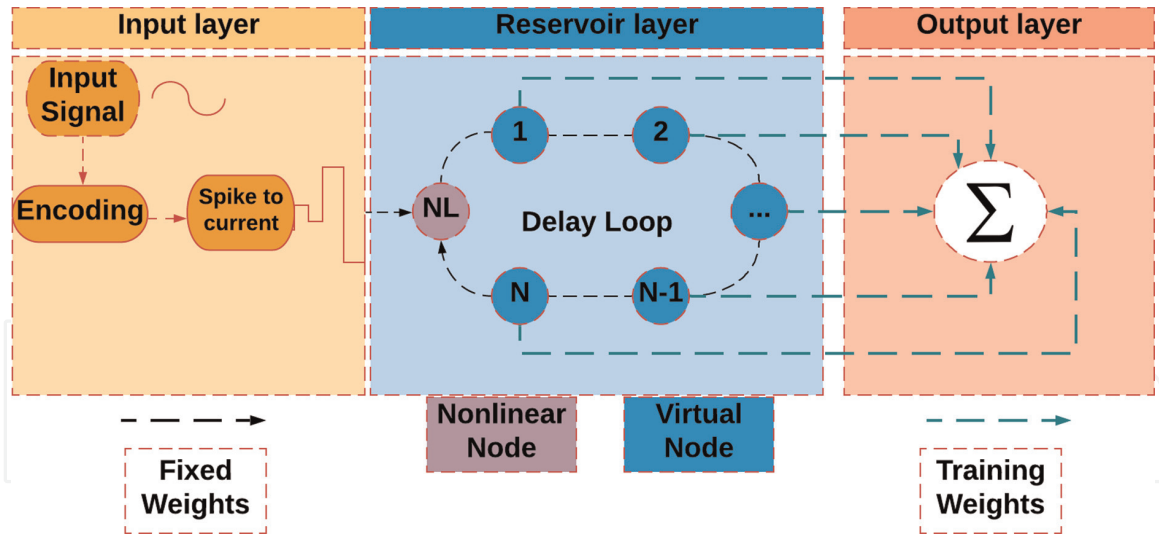 Input layer
Reservoir layer
Output layer
Input
Signal
Encoding
Spike to
current
NL
1
2
...
Delay Loop
N
N-1
Σ
Fixed
Weights
Nonlinear
Node
Virtual
Node
Training
Weights